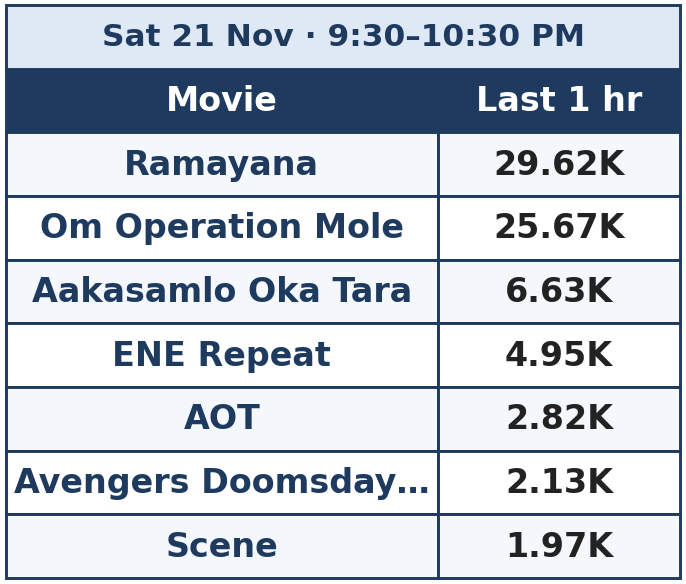 Sat 21 Nov · 9:30–10:30 PM
Movie Last 1 hr
Ramayana 29.62K
Om Operation Mole 25.67K
Aakasamlo Oka Tara 6.63K
ENE Repeat 4.95K
AOT 2.82K
Avengers Doomsday... 2.13K
Scene 1.97K